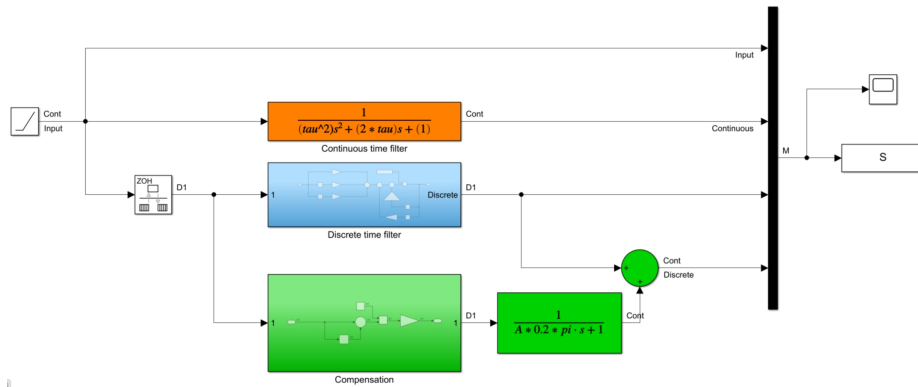 Input
Cont
Input
1
(tau^2)s² + (2 * tau)s + (1)
Cont
Continuous
Continuous time filter
M
S
ZOH
D1
1
Discrete
D1
Discrete time filter
Cont
Discrete
1
1
D1
1
A * 0.2 * pi · s + 1
Cont
Compensation